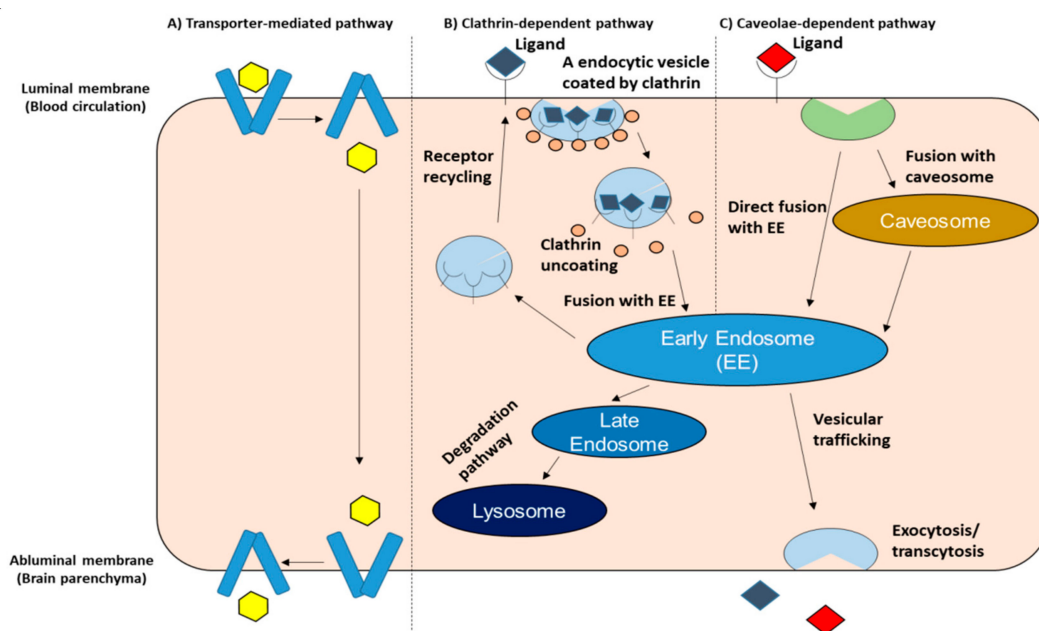 A) Transporter-mediated pathway
B) Clathrin-dependent pathway
C) Caveolae-dependent pathway
Ligand
A endocytic vesicle
coated by clathrin
Ligand
Luminal membrane
(Blood circulation)
Receptor
recycling
Fusion with
caveosome
Direct fusion
with EE
Caveosome
Clathrin
uncoating
Fusion with EE
Early Endosome
(EE)
Degradation
pathway
Late
Endosome
Vesicular
trafficking
Lysosome
Exocytosis/
transcytosis
Abluminal membrane
(Brain parenchyma)